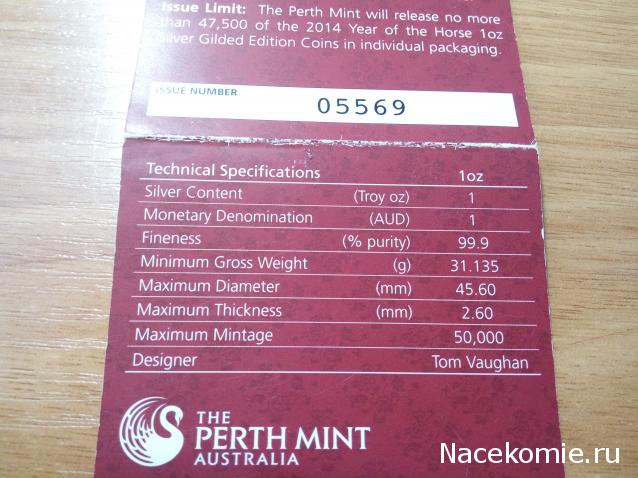 Issue Limit: The Perth Mint will release no more
than 47,500 of the 2014 Year of the Horse 1oz
Silver Gilded Edition Coins in individual packaging.
ISSUE NUMBER
05569
Technical Specifications 1oz
Silver Content (Troy oz) 1
Monetary Denomination (AUD) 1
Fineness (% purity) 99.9
Minimum Gross Weight (g) 31.135
Maximum Diameter (mm) 45.60
Maximum Thickness (mm) 2.60
Maximum Mintage 50,000
Designer Tom Vaughan
THE
PERTH MINT
AUSTRALIA
Nacekomie.ru